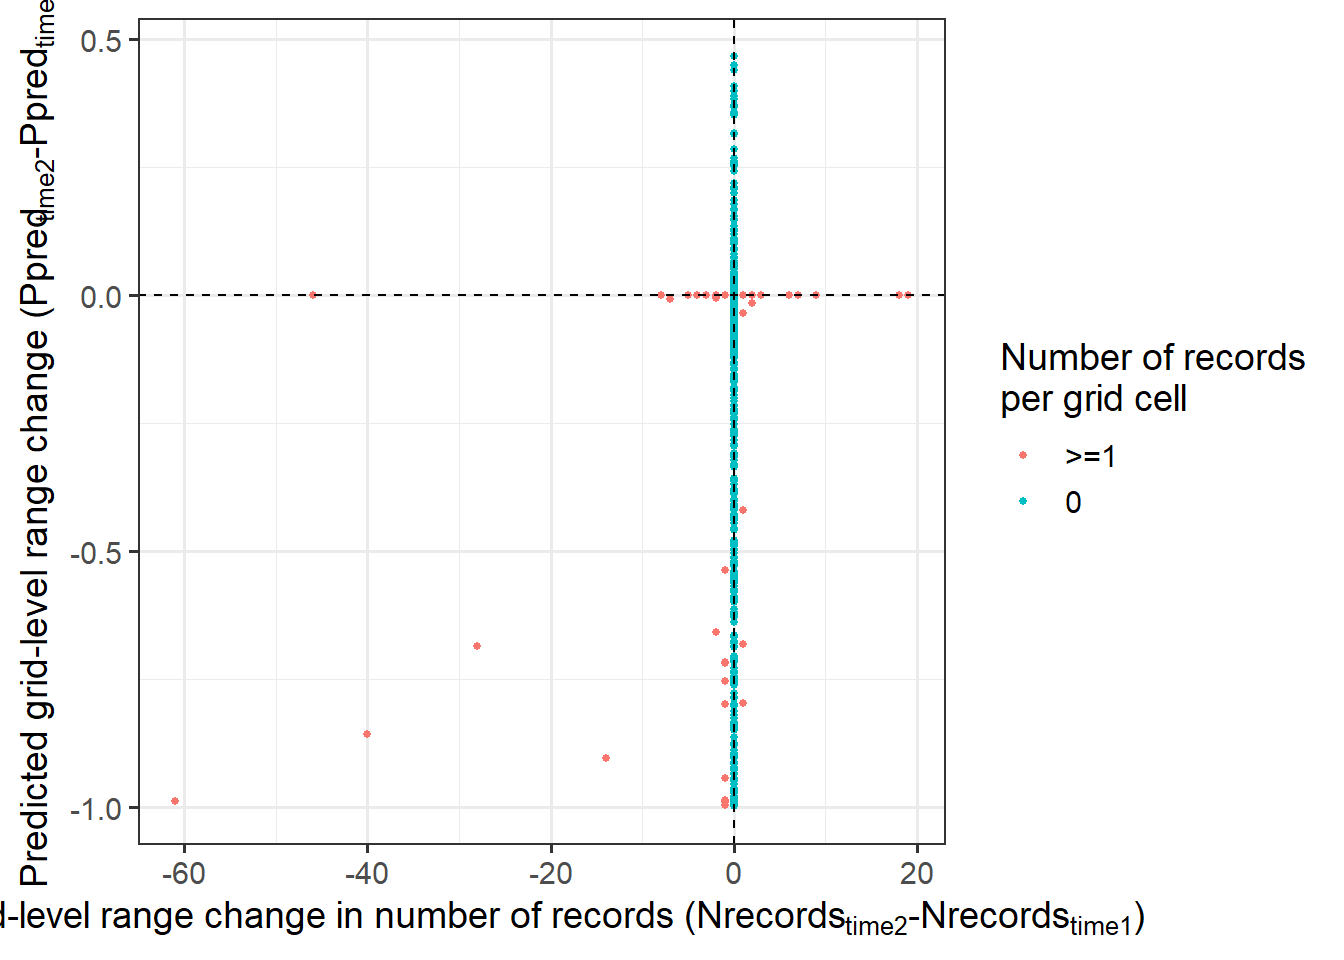 Predicted grid-level range change (Ppredtime2-Ppredtime
0.5
0.0
-0.5
-1.0
-60
-40
-20
0
20
d-level range change in number of records (Nrecordstime2-Nrecordstime1)
Number of records
per grid cell
>=1
0